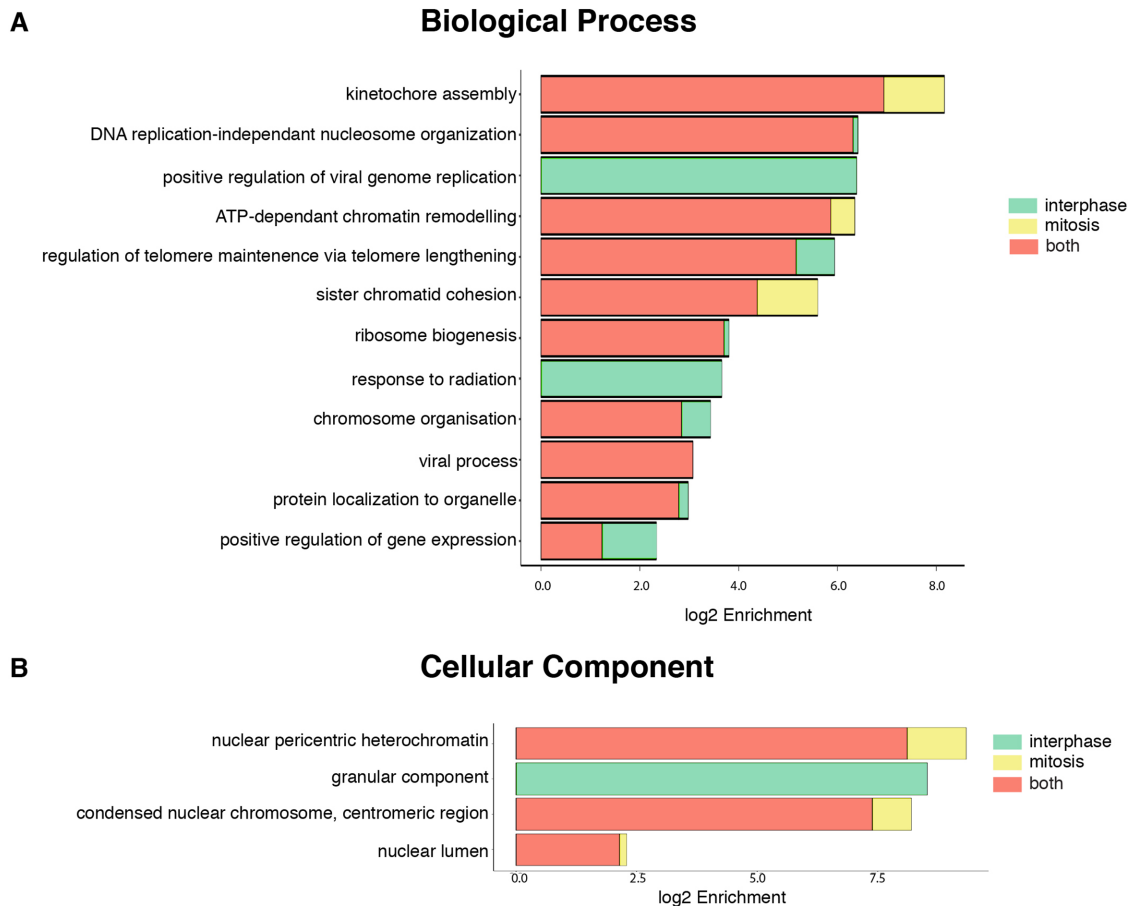 A
Biological Process
kinetochore assembly
DNA replication-independant nucleosome organization
positive regulation of viral genome replication
ATP-dependant chromatin remodelling
regulation of telomere maintenence via telomere lengthening
sister chromatid cohesion
ribosome biogenesis
response to radiation
chromosome organisation
viral process
protein localization to organelle
positive regulation of gene expression
0.0 2.0 4.0 6.0 8.0
log2 Enrichment
interphase
mitosis
both
B
Cellular Component
nuclear pericentric heterochromatin
granular component
condensed nuclear chromosome, centromeric region
nuclear lumen
0.0 2.5 5.0 7.5
log2 Enrichment
interphase
mitosis
both